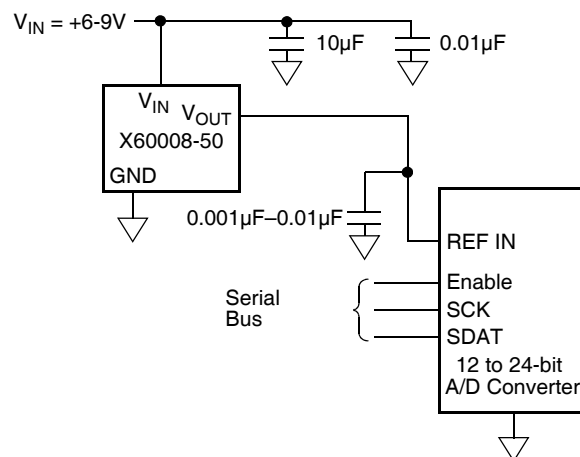 V_IN = +6-9V
10µF
0.01µF
V_IN
V_OUT
X60008-50
GND
0.001µF–0.01µF
REF IN
Enable
Serial
Bus
SCK
SDAT
12 to 24-bit
A/D Converter